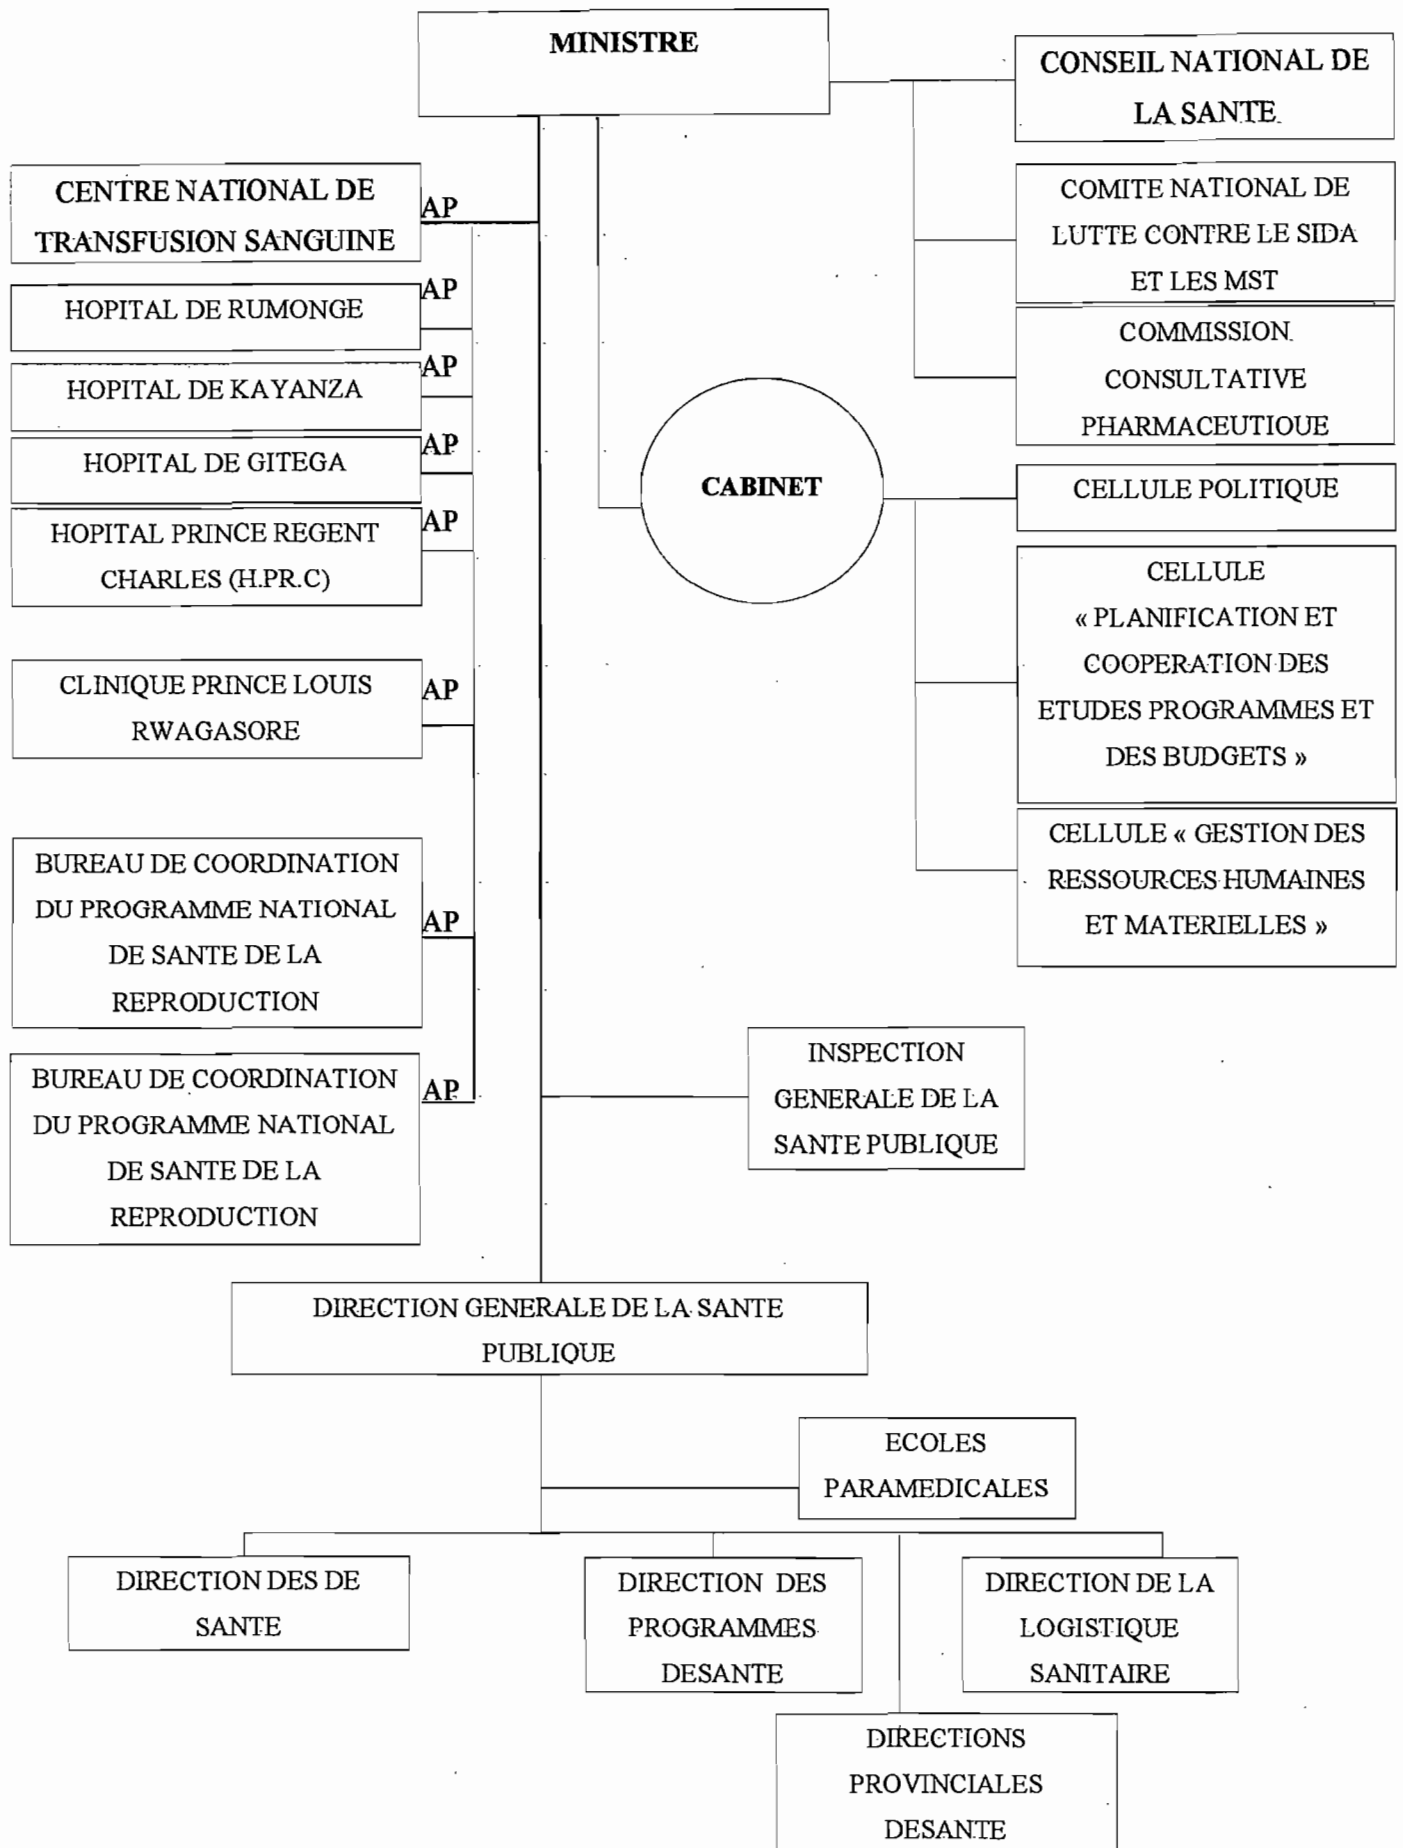 MINISTRE
CONSEIL NATIONAL DE
LA SANTE
COMITE NATIONAL DE
LUTTE CONTRE LE SIDA
ET LES MST
COMMISSION
CONSULTATIVE
PHARMACEUTIQUE
CENTRE NATIONAL DE
TRANSFUSION SANGUINE
AP
HOPITAL DE RUMONGE
AP
HOPITAL DE KAYANZA
AP
HOPITAL DE GITEGA
AP
HOPITAL PRINCE REGENT
CHARLES (H.PR.C)
AP
CLINIQUE PRINCE LOUIS
RWAGASORE
AP
BUREAU DE COORDINATION
DU PROGRAMME NATIONAL
DE SANTE DE LA
REPRODUCTION
AP
BUREAU DE COORDINATION
DU PROGRAMME NATIONAL
DE SANTE DE LA
REPRODUCTION
AP
CABINET
CELLULE POLITIQUE
CELLULE
« PLANIFICATION ET
COOPERATION DES
ETUDES PROGRAMMES ET
DES BUDGETS »
CELLULE « GESTION DES
RESSOURCES HUMAINES
ET MATERIELLES »
INSPECTION
GENERALE DE LA
SANTE PUBLIQUE
DIRECTION GENERALE DE LA SANTE
PUBLIQUE
ECOLES
PARAMEDICALES
DIRECTION DES DE
SANTE
DIRECTION DES
PROGRAMMES
DESANTE
DIRECTION DE LA
LOGISTIQUE
SANITAIRE
DIRECTIONS
PROVINCIALES
DESANTE